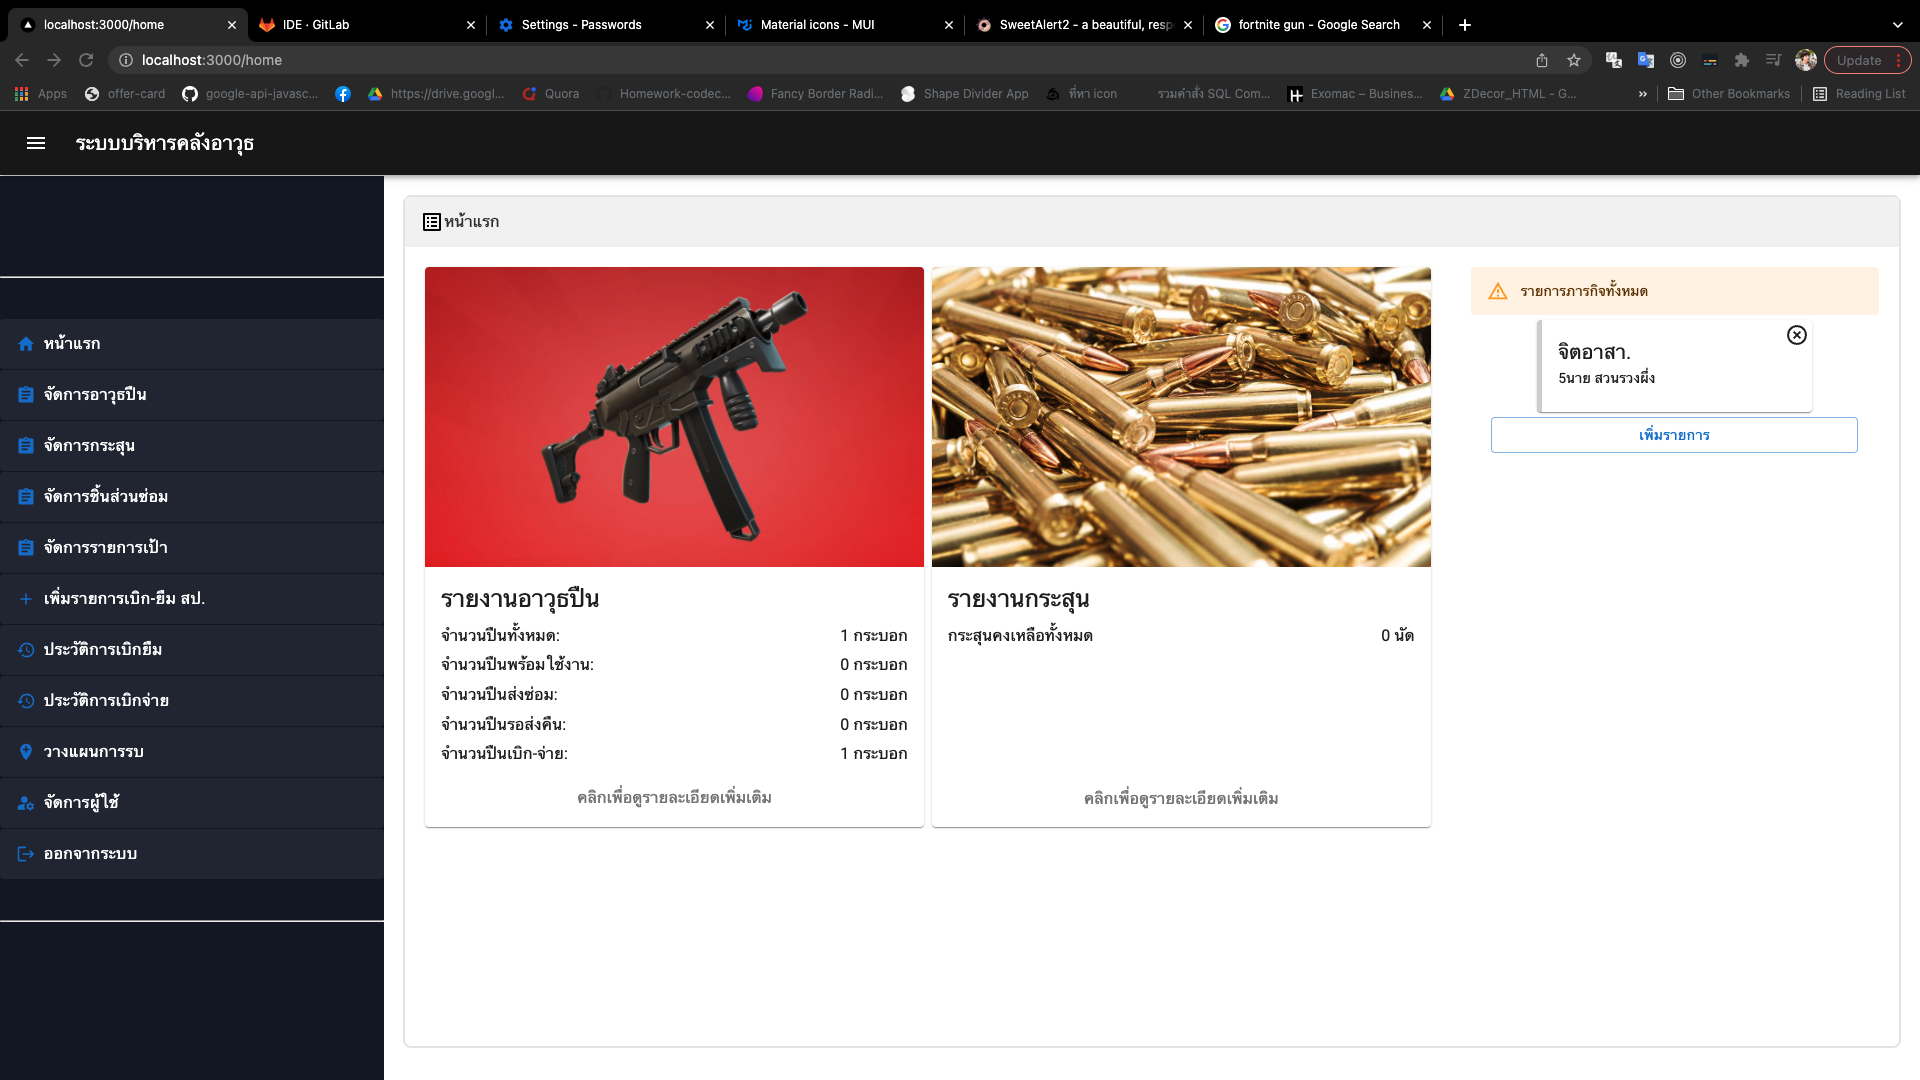 localhost:3000/home
IDE · GitLab
Settings - Passwords
Material icons - MUI
SweetAlert2 - a beautiful, resp
fortnite gun - Google Search
localhost:3000/home
Update
Apps
offer-card
google-api-javasc...
https://drive.googl...
Quora
Homework-codec...
Fancy Border Radi...
Shape Divider App
ที่หา icon
รวมคำสั่ง SQL Com...
Exomac – Busines...
ZDecor_HTML - G...
»
Other Bookmarks
Reading List
ระบบบริหารคลังอาวุธ
หน้าแรก
จัดการอาวุธปืน
จัดการกระสุน
จัดการชิ้นส่วนซ่อม
จัดการรายการเป้า
เพิ่มรายการเบิก-ยืม สป.
ประวัติการเบิกยืม
ประวัติการเบิกจ่าย
วางแผนการรบ
จัดการผู้ใช้
ออกจากระบบ
หน้าแรก
รายงานอาวุธปืน
จำนวนปืนทั้งหมด: 1 กระบอก
จำนวนปืนพร้อมใช้งาน: 0 กระบอก
จำนวนปืนส่งซ่อม: 0 กระบอก
จำนวนปืนรอส่งคืน: 0 กระบอก
จำนวนปืนเบิก-จ่าย: 1 กระบอก
คลิกเพื่อดูรายละเอียดเพิ่มเติม
รายงานกระสุน
กระสุนคงเหลือทั้งหมด 0 นัด
คลิกเพื่อดูรายละเอียดเพิ่มเติม
รายการภารกิจทั้งหมด
จิตอาสา.
5นาย สวนรวงผึ่ง
เพิ่มรายการ